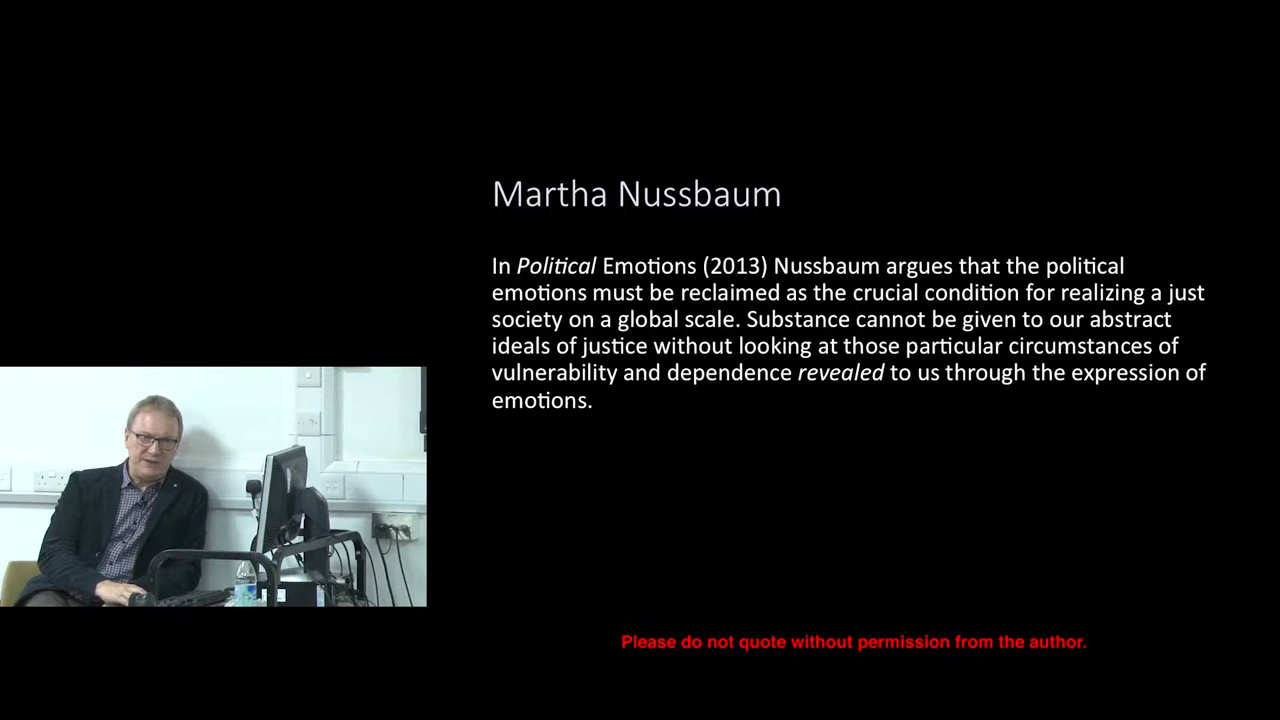 Martha Nussbaum
In Political Emotions (2013) Nussbaum argues that the political
emotions must be reclaimed as the crucial condition for realizing a just
society on a global scale. Substance cannot be given to our abstract
ideals of justice without looking at those particular circumstances of
vulnerability and dependence revealed to us through the expression of
emotions.
Please do not quote without permission from the author.